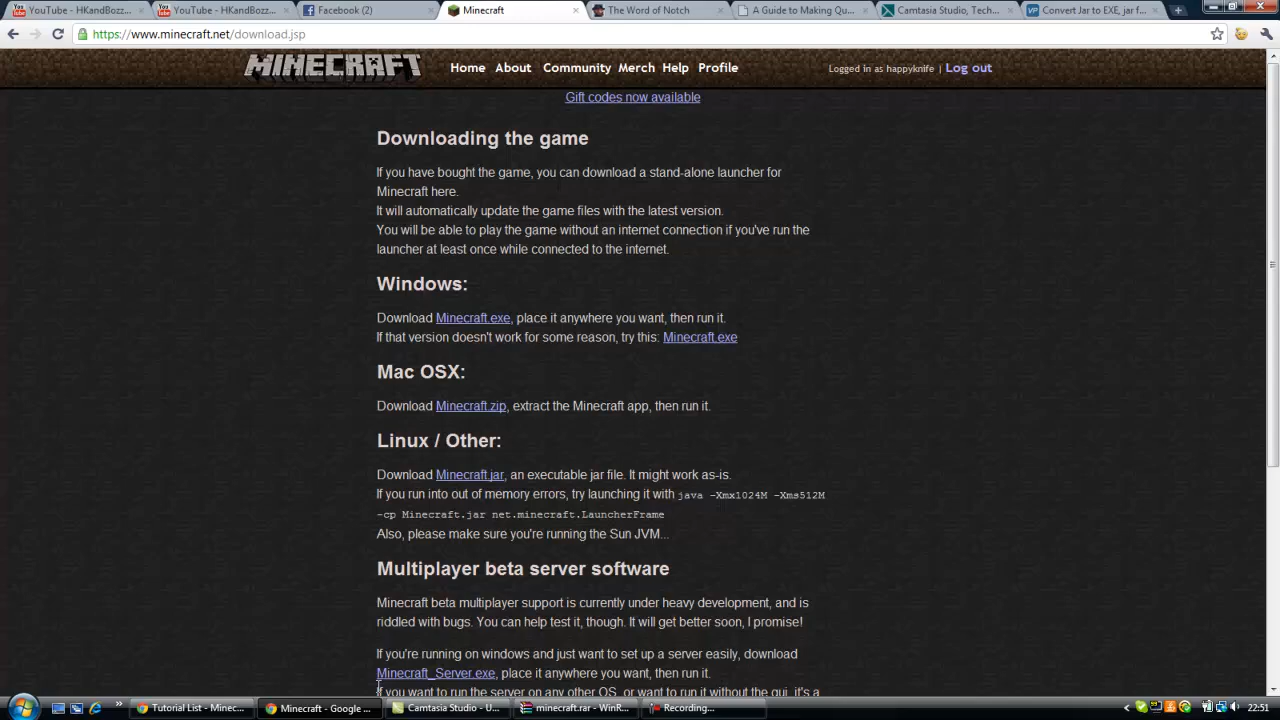 YouTube - HKandBozz...
YouTube - HKandBozz...
Facebook (2)
Minecraft
The Word of Notch
A Guide to Making Qu...
Camtasia Studio, Tech...
Convert Jar to EXE, jar f...
https://www.minecraft.net/download.jsp
MINECRAFT
Home About Community Merch Help Profile
Logged in as happyknife | Log out
Gift codes now available
Downloading the game
If you have bought the game, you can download a stand-alone launcher for
Minecraft here.
It will automatically update the game files with the latest version.
You will be able to play the game without an internet connection if you've run the
launcher at least once while connected to the internet.
Windows:
Download Minecraft.exe, place it anywhere you want, then run it.
If that version doesn't work for some reason, try this: Minecraft.exe
Mac OSX:
Download Minecraft.zip, extract the Minecraft app, then run it.
Linux / Other:
Download Minecraft.jar, an executable jar file. It might work as-is.
If you run into out of memory errors, try launching it with java -Xmx1024M -Xms512M
-cp Minecraft.jar net.minecraft.LauncherFrame
Also, please make sure you're running the Sun JVM...
Multiplayer beta server software
Minecraft beta multiplayer support is currently under heavy development, and is
riddled with bugs. You can help test it, though. It will get better soon, I promise!
If you're running on windows and just want to set up a server easily, download
Minecraft_Server.exe, place it anywhere you want, then run it.
If you want to run the server on any other OS, or want to run it without the gui, it's a
Tutorial List - Minec...
Minecraft - Google ...
Camtasia Studio - U...
minecraft.rar - WinR...
Recording...
22:51